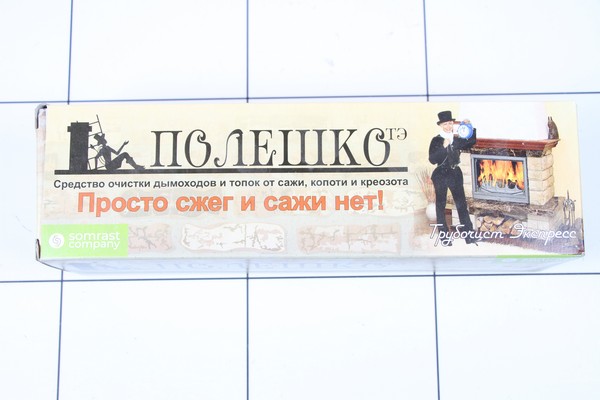 ПОЛЕШКО ТЭ
Средство очистки дымоходов и топок от сажи, копоти и креозота
Просто сжег и сажи нет!
somrast
company
Трубочист Экспресс